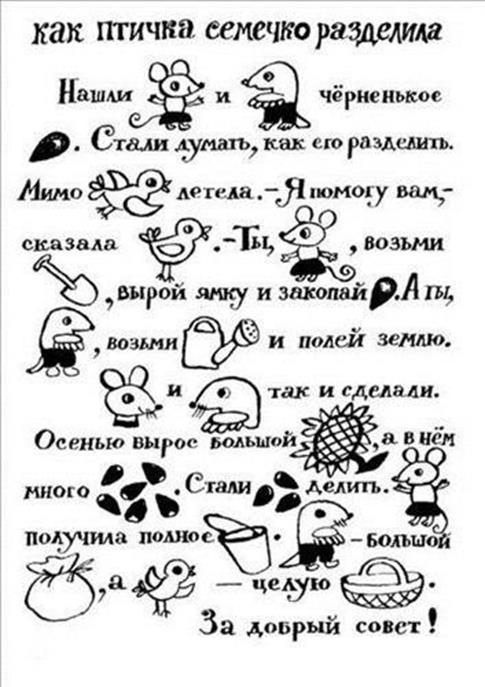 как птичка семечко разделила
Нашли и чёрненькое
. Стали думать, как его разделить.
Мимо летела.-Я помогу вам,-
сказала .-Ты, , возьми
, вырой ямку и закопай . А ты,
, возьми и полей землю.
и так и сделали.
Осенью вырос большой , а в нём
много . Стали делить.
получила полное . -большой
, а — целую .
За добрый совет!